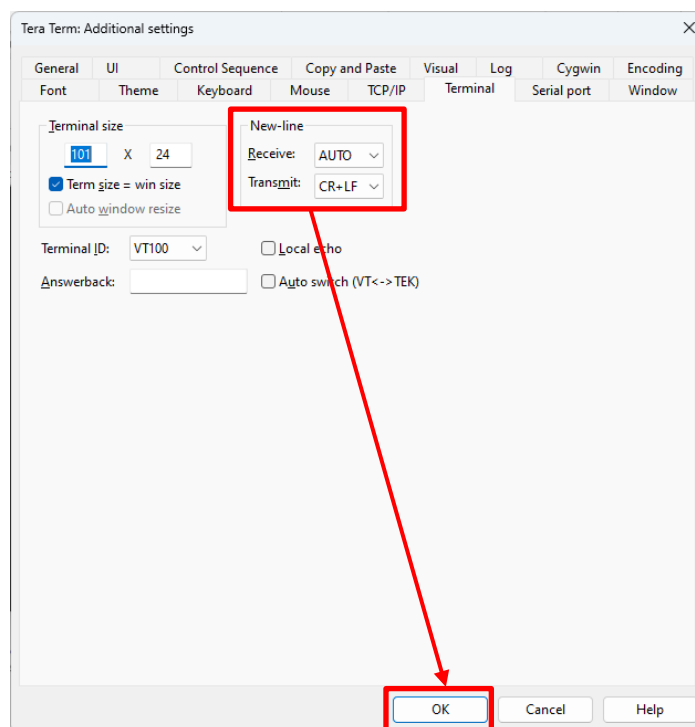 Tera Term: Additional settings
General UI Control Sequence Copy and Paste Visual Log Cygwin Encoding
Font Theme Keyboard Mouse TCP/IP Terminal Serial port Window
Terminal size New-line
101 X 24 Receive: AUTO
Term size = win size Transmit: CR+LF
Auto window resize
Terminal ID: VT100 Local echo
Answerback: Auto switch (VT<->TEK)
OK Cancel Help